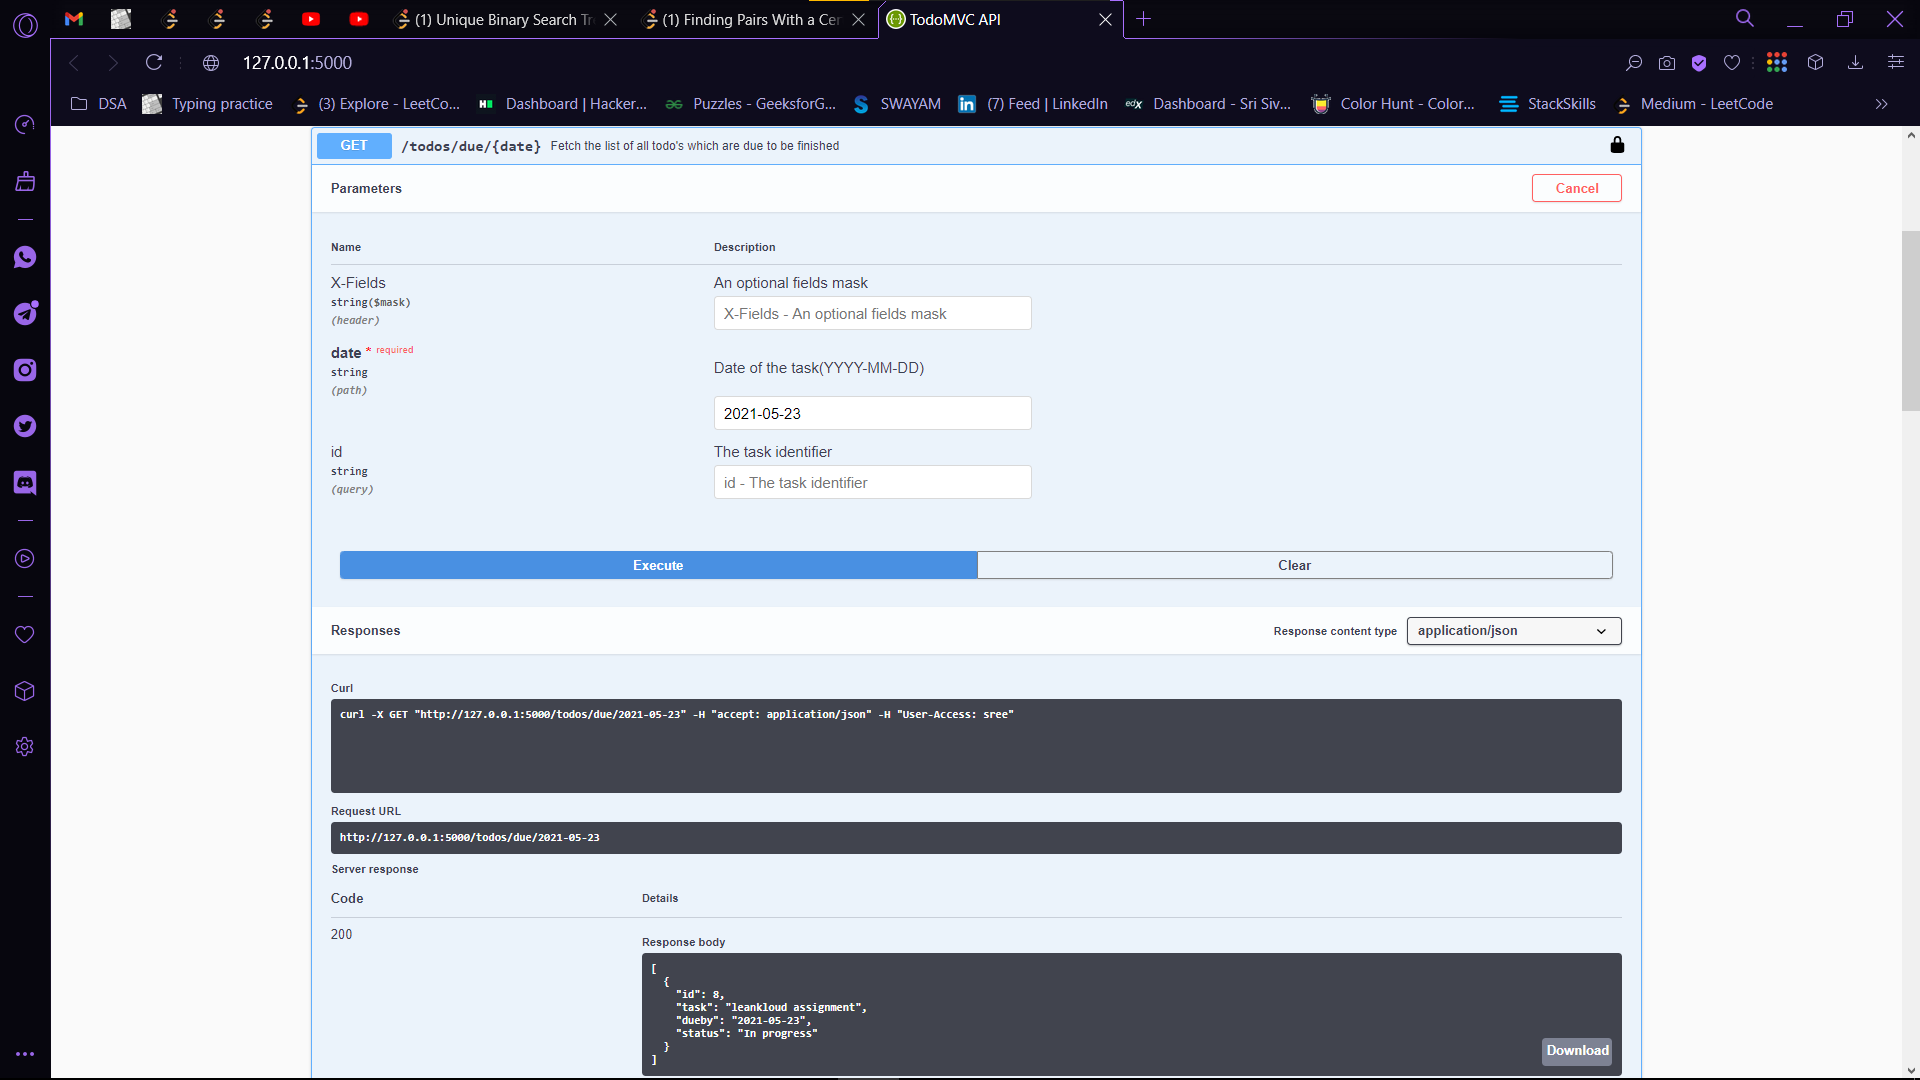 (1) Unique Binary Search Tr
(1) Finding Pairs With a Cer
TodoMVC API
127.0.0.1:5000
DSA
Typing practice
(3) Explore - LeetCo...
Dashboard | Hacker...
Puzzles - GeeksforG...
SWAYAM
(7) Feed | LinkedIn
edX
Dashboard - Sri Siv...
Color Hunt - Color...
StackSkills
Medium - LeetCode
GET /todos/due/{date} Fetch the list of all todo's which are due to be finished
Parameters
Cancel
Name Description
X-Fields
string($mask)
(header)
An optional fields mask
X-Fields - An optional fields mask
date * required
string
(path)
Date of the task(YYYY-MM-DD)
2021-05-23
id
string
(query)
The task identifier
id - The task identifier
Execute
Clear
Responses
Response content type
application/json
Curl
curl -X GET "http://127.0.0.1:5000/todos/due/2021-05-23" -H "accept: application/json" -H "User-Access: sree"
Request URL
http://127.0.0.1:5000/todos/due/2021-05-23
Server response
Code Details
200
Response body
[
{
"id": 8,
"task": "leankloud assignment",
"dueby": "2021-05-23",
"status": "In progress"
}
]
Download